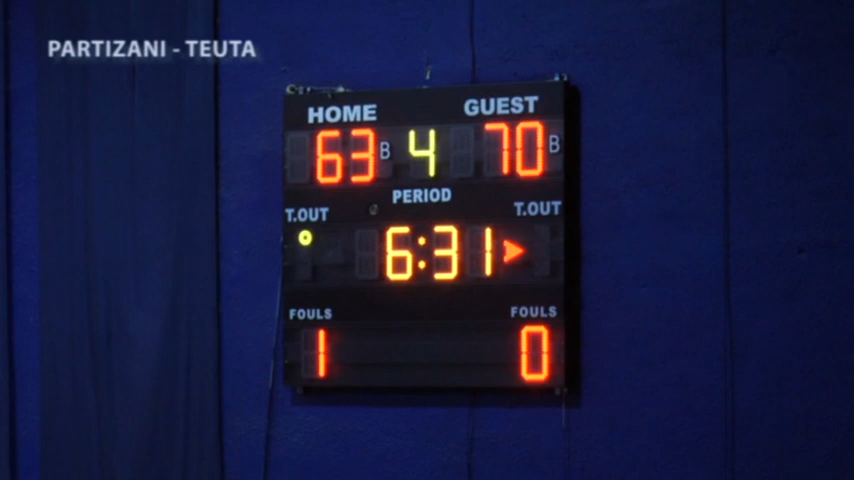 PARTIZANI - TEUTA
HOME GUEST
63 B 4 70 B
PERIOD
T.OUT T.OUT
6:31
FOULS FOULS
1 0